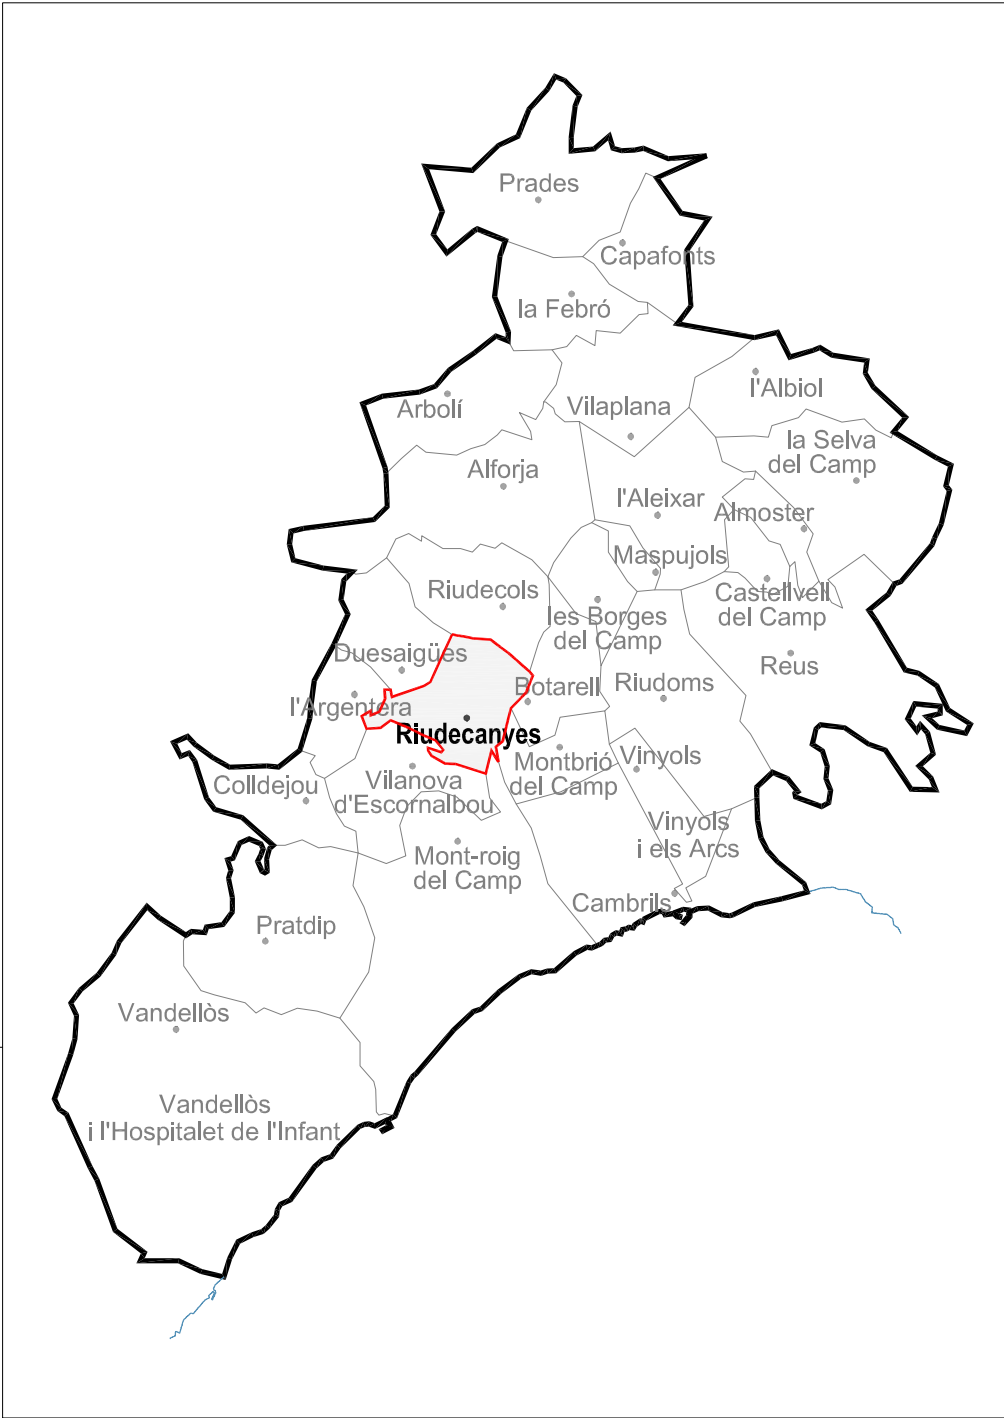 Prades
Capafonts
la Febró
l'Albiol
Arbolí
Vilaplana
la Selva
del Camp
Alforja
l'Aleixar
Almoster
Maspujols
Riudecols
Castellvell
del Camp
les Borges
del Camp
Duesaigües
Reus
Botarell
Riudoms
l'Argentera
Riudecanyes
Montbrió
del Camp
Vinyols
Colldejou
Vilanova
d'Escornalbou
Vinyols
i els Arcs
Mont-roig
del Camp
Cambrils
Pratdip
Vandellòs
Vandellòs
i l'Hospitalet de l'Infant